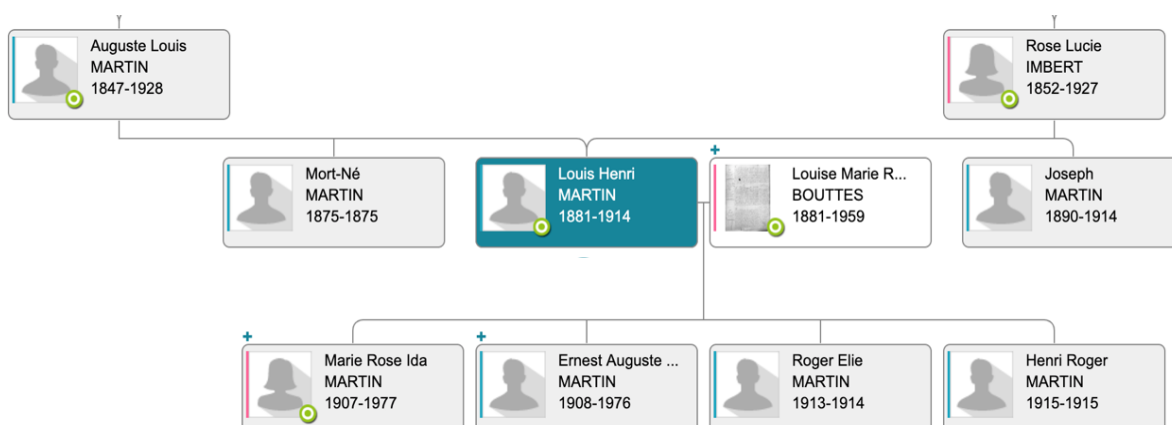 Auguste Louis
MARTIN
1847-1928
Rose Lucie
IMBERT
1852-1927
Mort-Né
MARTIN
1875-1875
Louis Henri
MARTIN
1881-1914
Louise Marie R...
BOUTTES
1881-1959
Joseph
MARTIN
1890-1914
Marie Rose Ida
MARTIN
1907-1977
Ernest Auguste ...
MARTIN
1908-1976
Roger Elie
MARTIN
1913-1914
Henri Roger
MARTIN
1915-1915